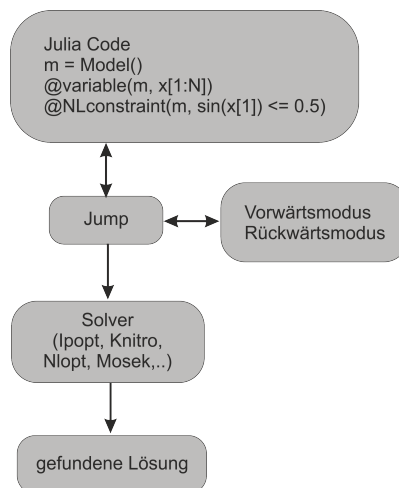 Julia Code
m = Model()
@variable(m, x[1:N])
@NLconstraint(m, sin(x[1]) <= 0.5)
Jump
Vorwärtsmodus
Rückwärtsmodus
Solver
(Ipopt, Knitro,
Nlopt, Mosek,..)
gefundene Lösung